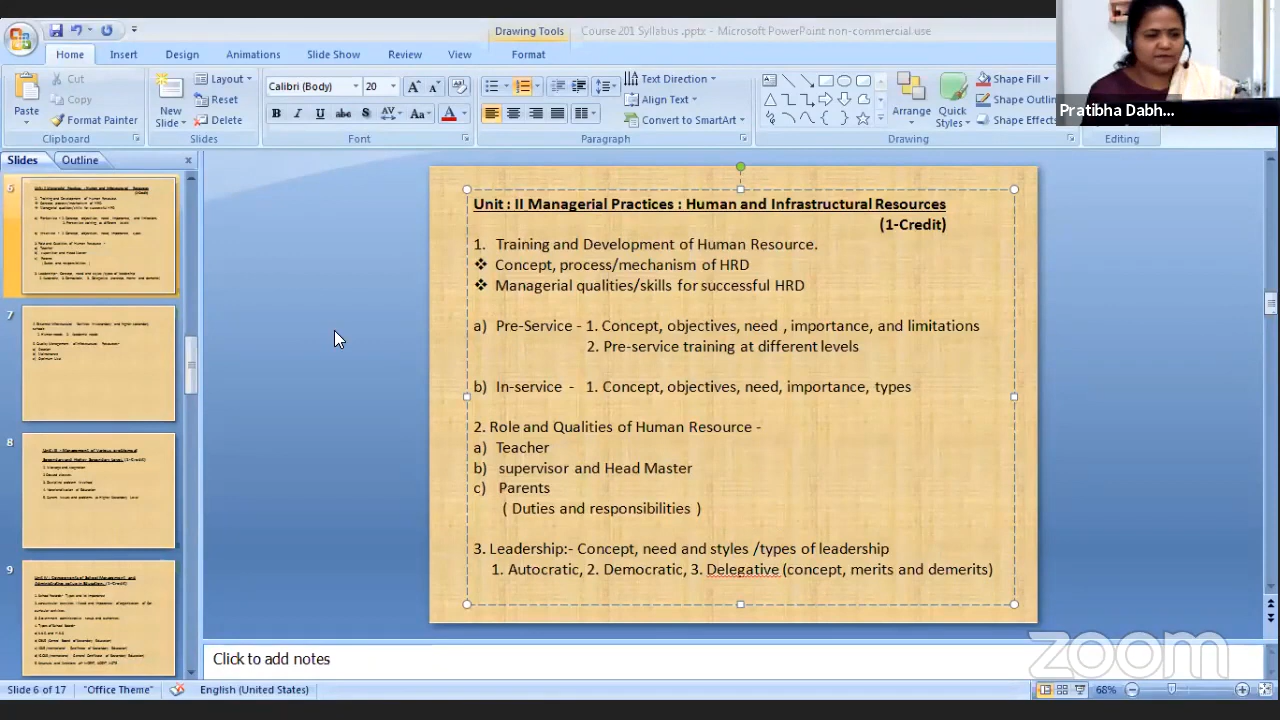 Drawing Tools
Course 201 Syllabus .pptx - Microsoft PowerPoint non-commercial use
Home Insert Design Animations Slide Show Review View Format
Paste
Cut
Copy
Format Painter
Clipboard
New Slide
Layout
Reset
Delete
Slides
Calibri (Body) 20
B I U abc S AV Aa A
Font
Text Direction
Align Text
Convert to SmartArt
Paragraph
Arrange
Quick Styles
Shape Fill
Shape Outlin
Shape Effects
Drawing
Editing
Pratibha Dabh...
Slides Outline
7
8
9
Unit : II Managerial Practices : Human and Infrastructural Resources
(1-Credit)
1. Training and Development of Human Resource.
❖ Concept, process/mechanism of HRD
❖ Managerial qualities/skills for successful HRD
a) Pre-Service - 1. Concept, objectives, need , importance, and limitations
2. Pre-service training at different levels
b) In-service - 1. Concept, objectives, need, importance, types
2. Role and Qualities of Human Resource -
a) Teacher
b) supervisor and Head Master
c) Parents
( Duties and responsibilities )
3. Leadership:- Concept, need and styles /types of leadership
1. Autocratic, 2. Democratic, 3. Delegative (concept, merits and demerits)
Click to add notes
zoom
Slide 6 of 17 "Office Theme" English (United States) 68%